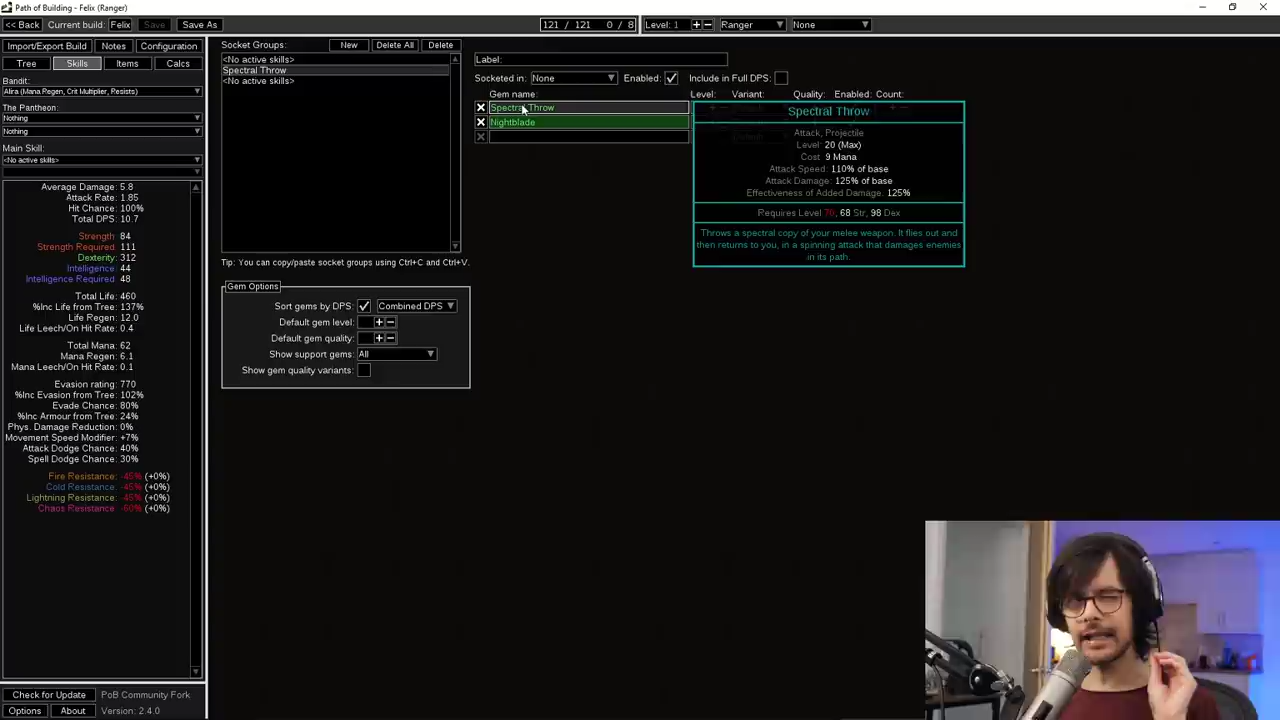 Path of Building - Felix (Ranger)
<< Back Current build: Felix Save Save As 121 / 121 0 / 8 Level: 1 + − Ranger None
Import/Export Build Notes Configuration
Tree Skills Items Calcs
Bandit:
Alira (Mana Regen, Crit Multiplier, Resists)
The Pantheon:
Nothing
Nothing
Main Skill:
<No active skills>
Average Damage: 5.8
Attack Rate: 1.85
Hit Chance: 100%
Total DPS: 10.7
Strength: 84
Strength Required: 111
Dexterity: 312
Intelligence: 44
Intelligence Required: 48
Total Life: 460
%Inc Life from Tree: 137%
Life Regen: 12.0
Life Leech/On Hit Rate: 0.4
Total Mana: 62
Mana Regen: 6.1
Mana Leech/On Hit Rate: 0.1
Evasion rating: 770
%Inc Evasion from Tree: 102%
Evade Chance: 80%
%Inc Armour from Tree: 24%
Phys. Damage Reduction: 0%
Movement Speed Modifier: +7%
Attack Dodge Chance: 40%
Spell Dodge Chance: 30%
Fire Resistance: -45% (+0%)
Cold Resistance: -45% (+0%)
Lightning Resistance: -45% (+0%)
Chaos Resistance: -60% (+0%)
Check for Update PoB Community Fork
Options About Version: 2.4.0
Socket Groups: New Delete All Delete
<No active skills>
Spectral Throw
<No active skills>
Tip: You can copy/paste socket groups using Ctrl+C and Ctrl+V.
Gem Options
Sort gems by DPS: Combined DPS
Default gem level: + −
Default gem quality: + −
Show support gems: All
Show gem quality variants:
Label:
Socketed in: None Enabled: Include in Full DPS:
Gem name: Level: Variant: Quality: Enabled: Count:
Spectral Throw
Nightblade
Spectral Throw
Attack, Projectile
Level: 20 (Max)
Cost 9 Mana
Attack Speed: 110% of base
Attack Damage: 125% of base
Effectiveness of Added Damage: 125%
Requires Level 70, 68 Str, 98 Dex
Throws a spectral copy of your melee weapon. It flies out and
then returns to you, in a spinning attack that damages enemies
in its path.